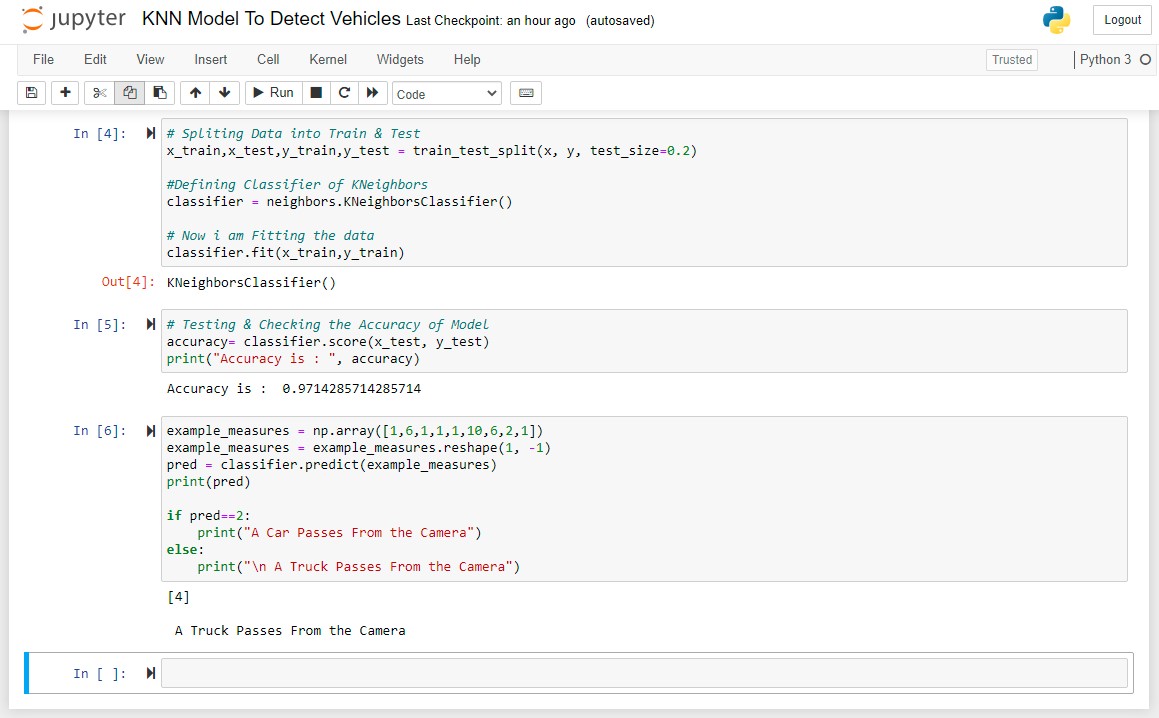 jupyter KNN Model To Detect Vehicles Last Checkpoint: an hour ago (autosaved)
Logout
File Edit View Insert Cell Kernel Widgets Help
Trusted
Python 3
Run
Code
In [4]:
# Spliting Data into Train & Test
x_train,x_test,y_train,y_test = train_test_split(x, y, test_size=0.2)
#Defining Classifier of KNeighbors
classifier = neighbors.KNeighborsClassifier()
# Now i am Fitting the data
classifier.fit(x_train,y_train)
Out[4]: KNeighborsClassifier()
In [5]:
# Testing & Checking the Accuracy of Model
accuracy= classifier.score(x_test, y_test)
print("Accuracy is : ", accuracy)
Accuracy is :  0.9714285714285714
In [6]:
example_measures = np.array([1,6,1,1,1,10,6,2,1])
example_measures = example_measures.reshape(1, -1)
pred = classifier.predict(example_measures)
print(pred)
if pred==2:
    print("A Car Passes From the Camera")
else:
    print("\n A Truck Passes From the Camera")
[4]
 A Truck Passes From the Camera
In [ ]: